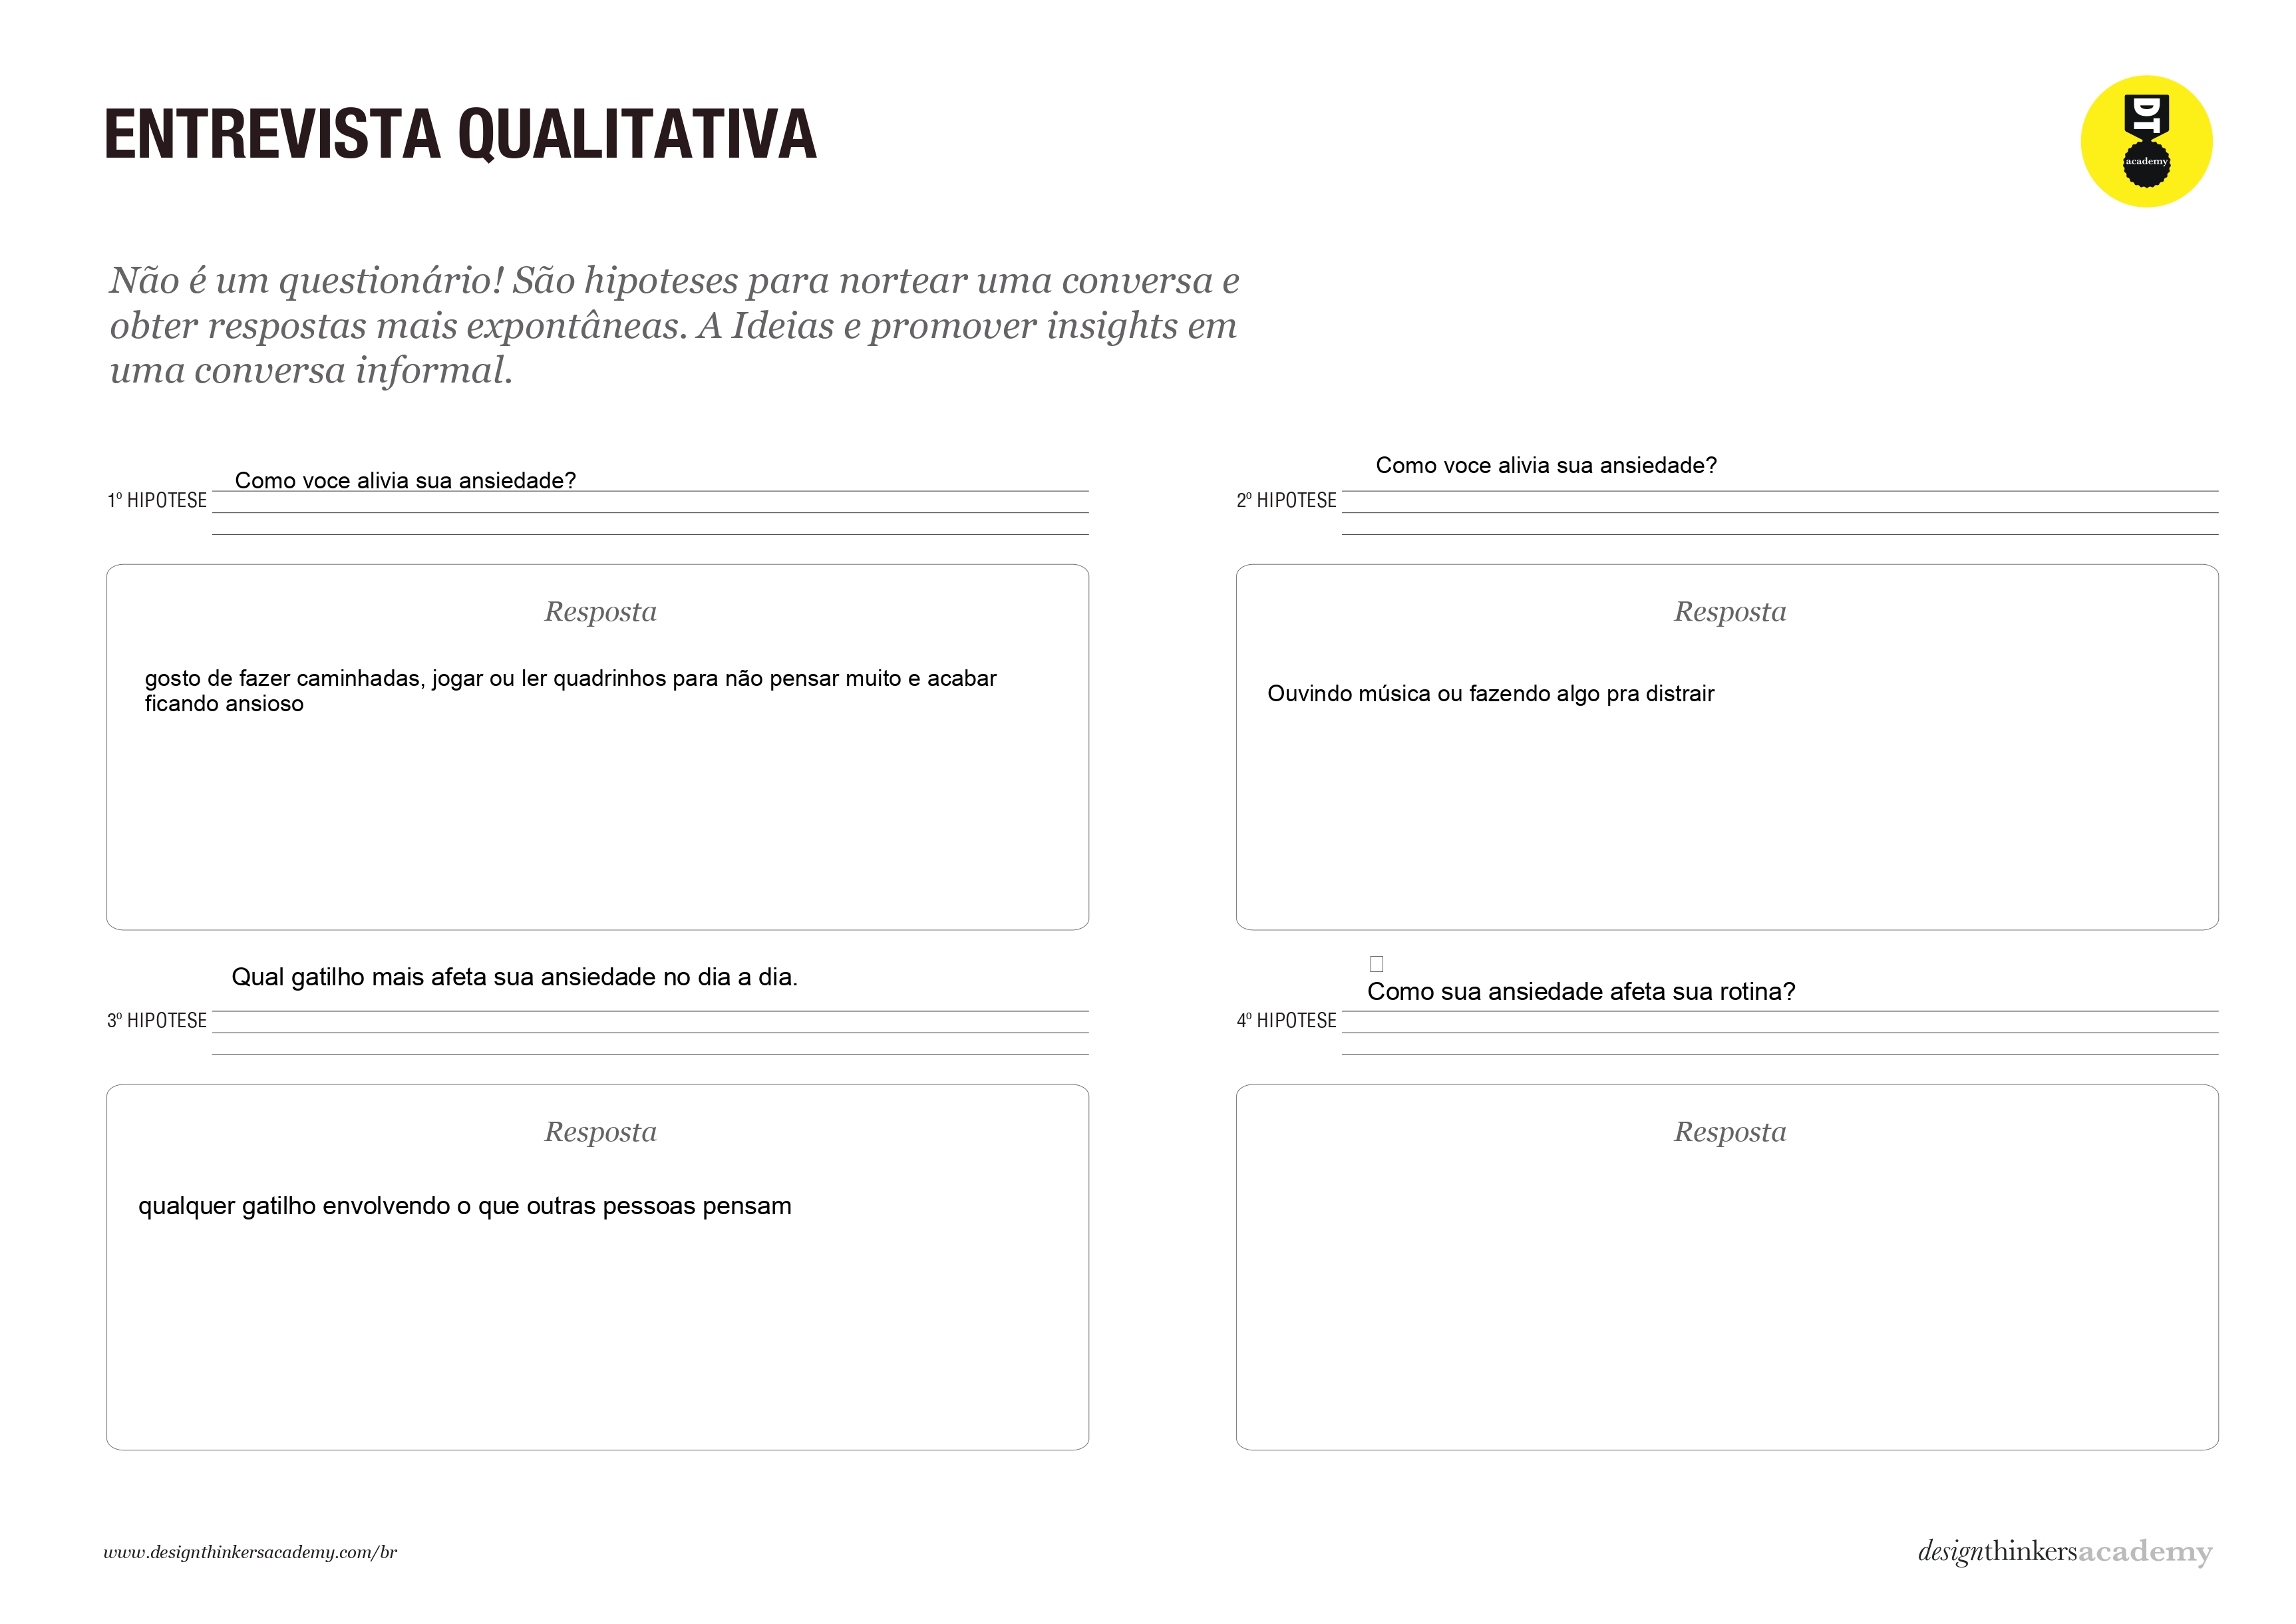 ENTREVISTA QUALITATIVA
DT
academy
Não é um questionário! São hipoteses para nortear uma conversa e
obter respostas mais expontâneas. A Ideias e promover insights em
uma conversa informal.
Como voce alivia sua ansiedade?
1º HIPOTESE
Resposta
gosto de fazer caminhadas, jogar ou ler quadrinhos para não pensar muito e acabar
ficando ansioso
Como voce alivia sua ansiedade?
2º HIPOTESE
Resposta
Ouvindo música ou fazendo algo pra distrair
Qual gatilho mais afeta sua ansiedade no dia a dia.
3º HIPOTESE
Resposta
qualquer gatilho envolvendo o que outras pessoas pensam
Como sua ansiedade afeta sua rotina?
4º HIPOTESE
Resposta
www.designthinkersacademy.com/br
designthinkersacademy